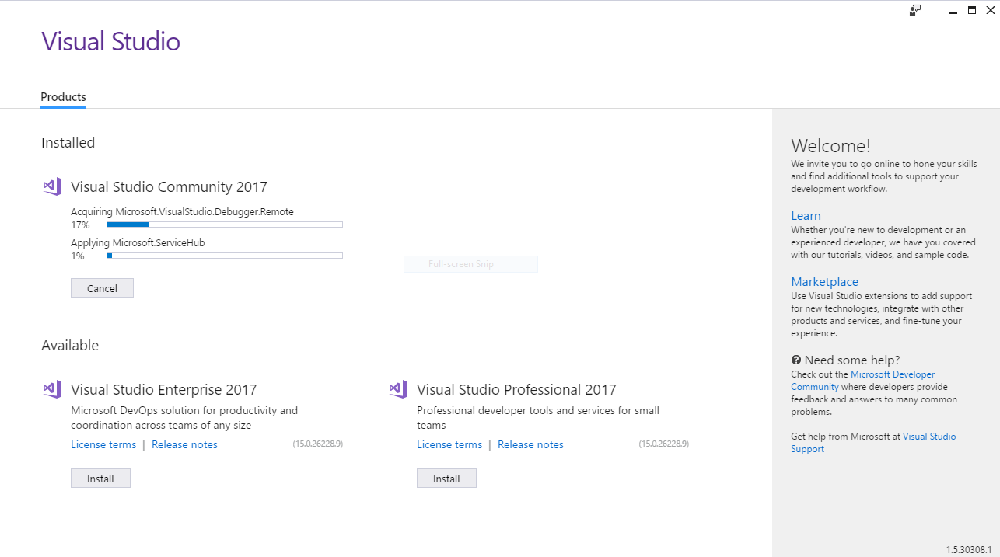 Visual Studio
Products
Installed
Visual Studio Community 2017
Acquiring Microsoft.VisualStudio.Debugger.Remote
17%
Applying Microsoft.ServiceHub
1%
Full-screen Snip
Cancel
Available
Visual Studio Enterprise 2017
Microsoft DevOps solution for productivity and
coordination across teams of any size
License terms | Release notes (15.0.26228.9)
Install
Visual Studio Professional 2017
Professional developer tools and services for small
teams
License terms | Release notes (15.0.26228.9)
Install
Welcome!
We invite you to go online to hone your skills
and find additional tools to support your
development workflow.
Learn
Whether you're new to development or an
experienced developer, we have you covered
with our tutorials, videos, and sample code.
Marketplace
Use Visual Studio extensions to add support
for new technologies, integrate with other
products and services, and fine-tune your
experience.
Need some help?
Check out the Microsoft Developer
Community where developers provide
feedback and answers to many common
problems.
Get help from Microsoft at Visual Studio
Support
1.5.30308.1